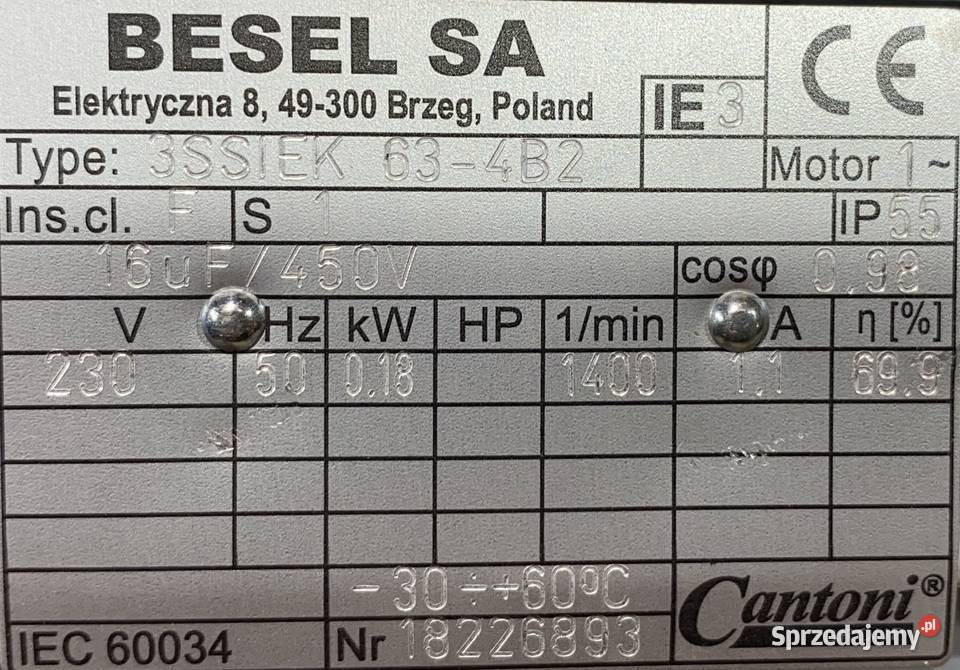 BESEL SA
Elektryczna 8, 49-300 Brzeg, Poland
IE3
CE
Type: 3SSIEK 63-4B2
Motor 1~
Ins.cl. F S 1 IP55
16uF/450V cosφ 0.98
V Hz kW HP 1/min A η [%]
230 50 0.18 1400 1.1 69.9
-30÷+60ºC
IEC 60034 Nr 18226893
Cantoni®
Sprzedajemy.pl